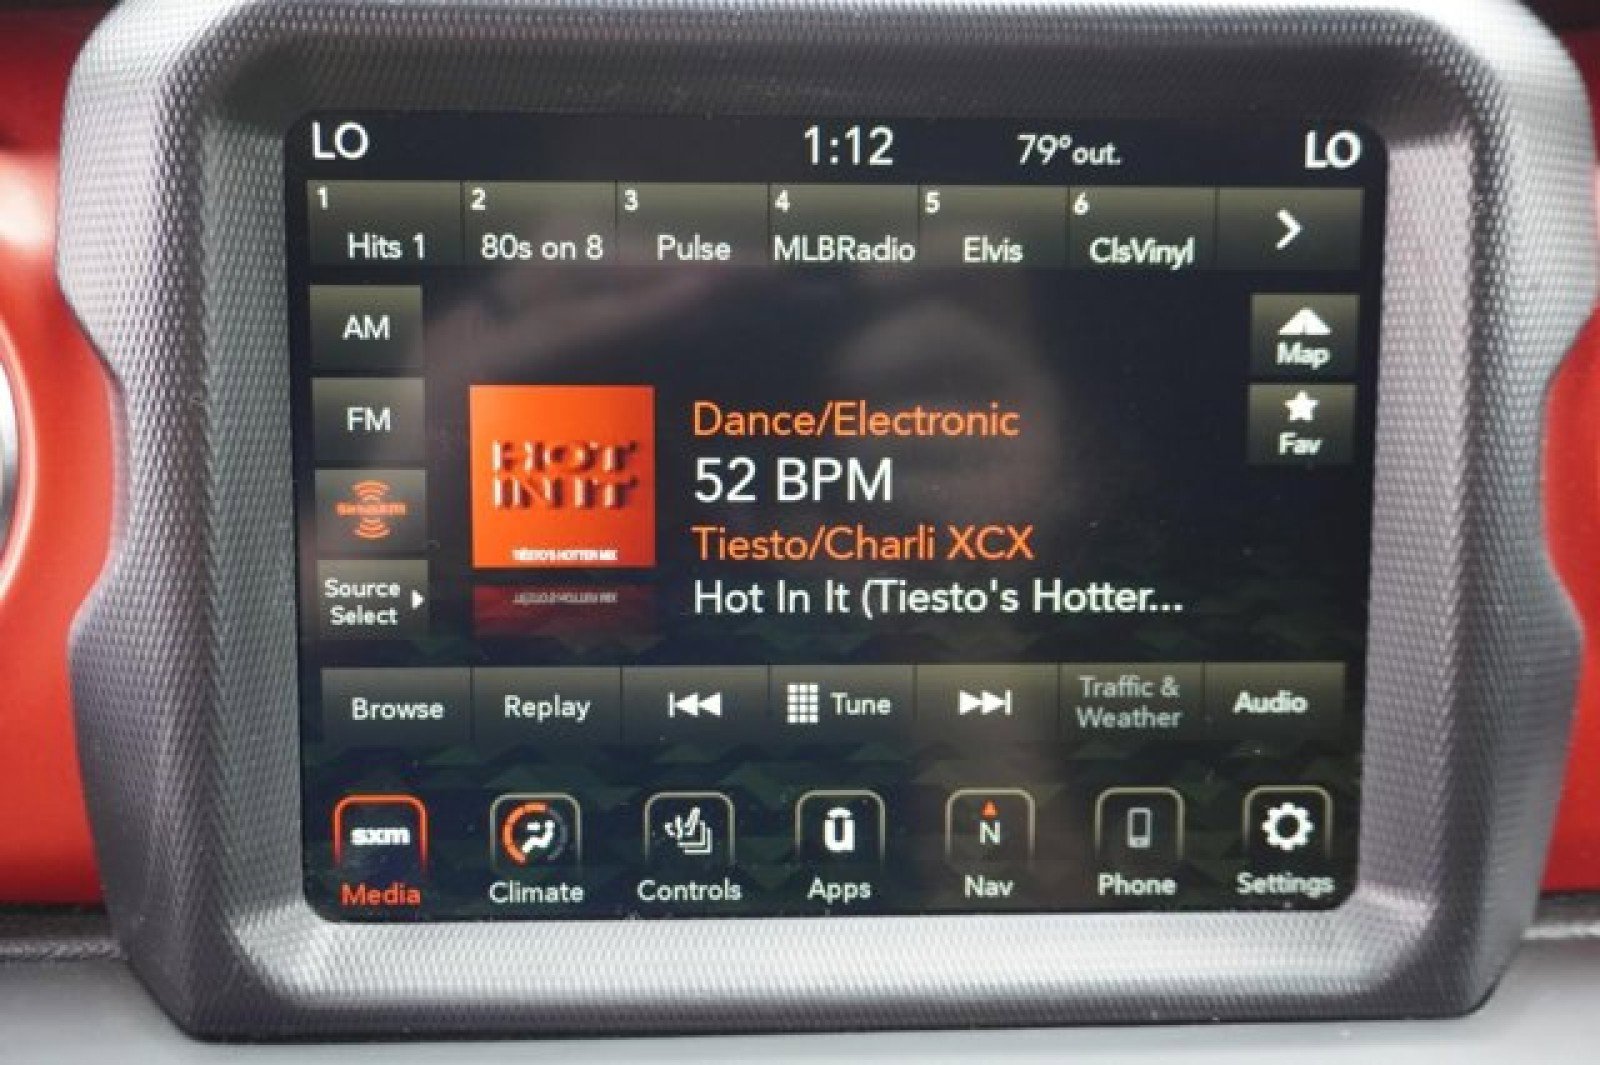 LO 1:12 79°out. LO
1 2 3 4 5 6
Hits 1 80s on 8 Pulse MLBRadio Elvis ClsVinyl
AM
Map
FM
Fav
siriusxm
Source
Select
HOT
IN IT
TIËSTO'S HOTTER MIX
Dance/Electronic
52 BPM
Tiesto/Charli XCX
Hot In It (Tiesto's Hotter...
Browse Replay Tune Traffic & Weather Audio
sxm û N
Media Climate Controls Apps Nav Phone Settings